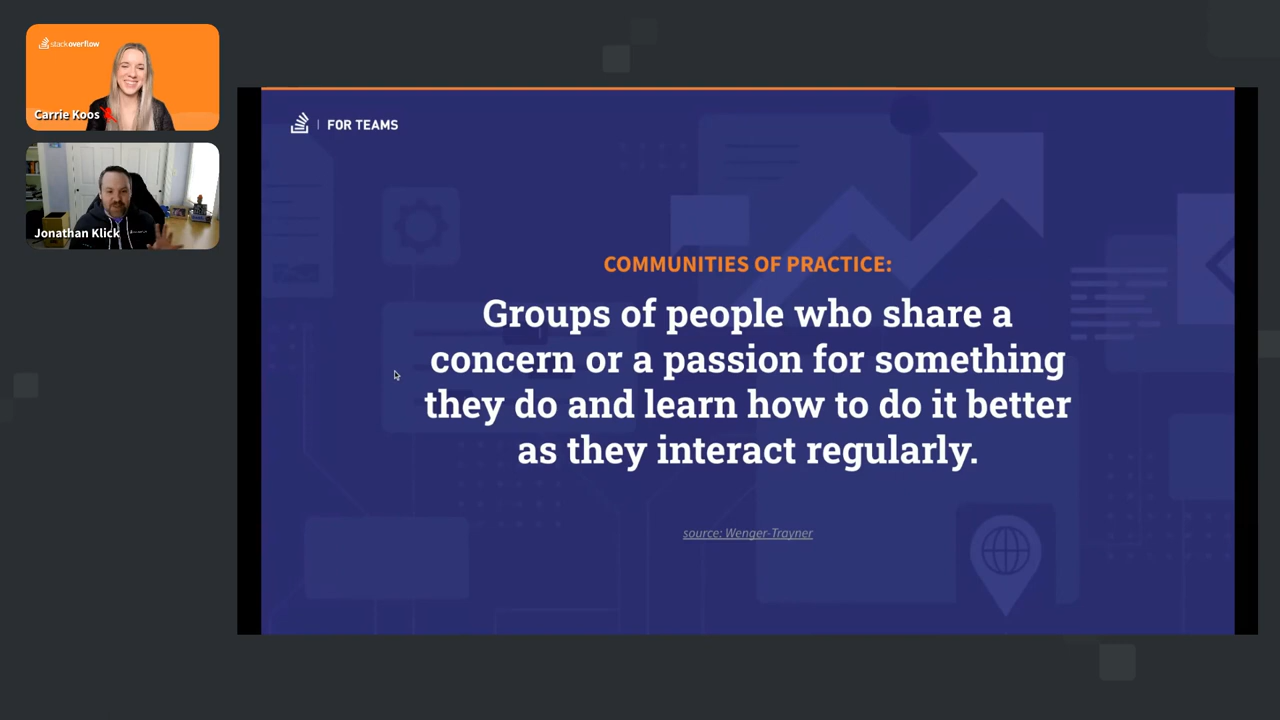 stackoverflow
Carrie Koos
Jonathan Klick
FOR TEAMS
COMMUNITIES OF PRACTICE:
Groups of people who share a
concern or a passion for something
they do and learn how to do it better
as they interact regularly.
source: Wenger-Trayner